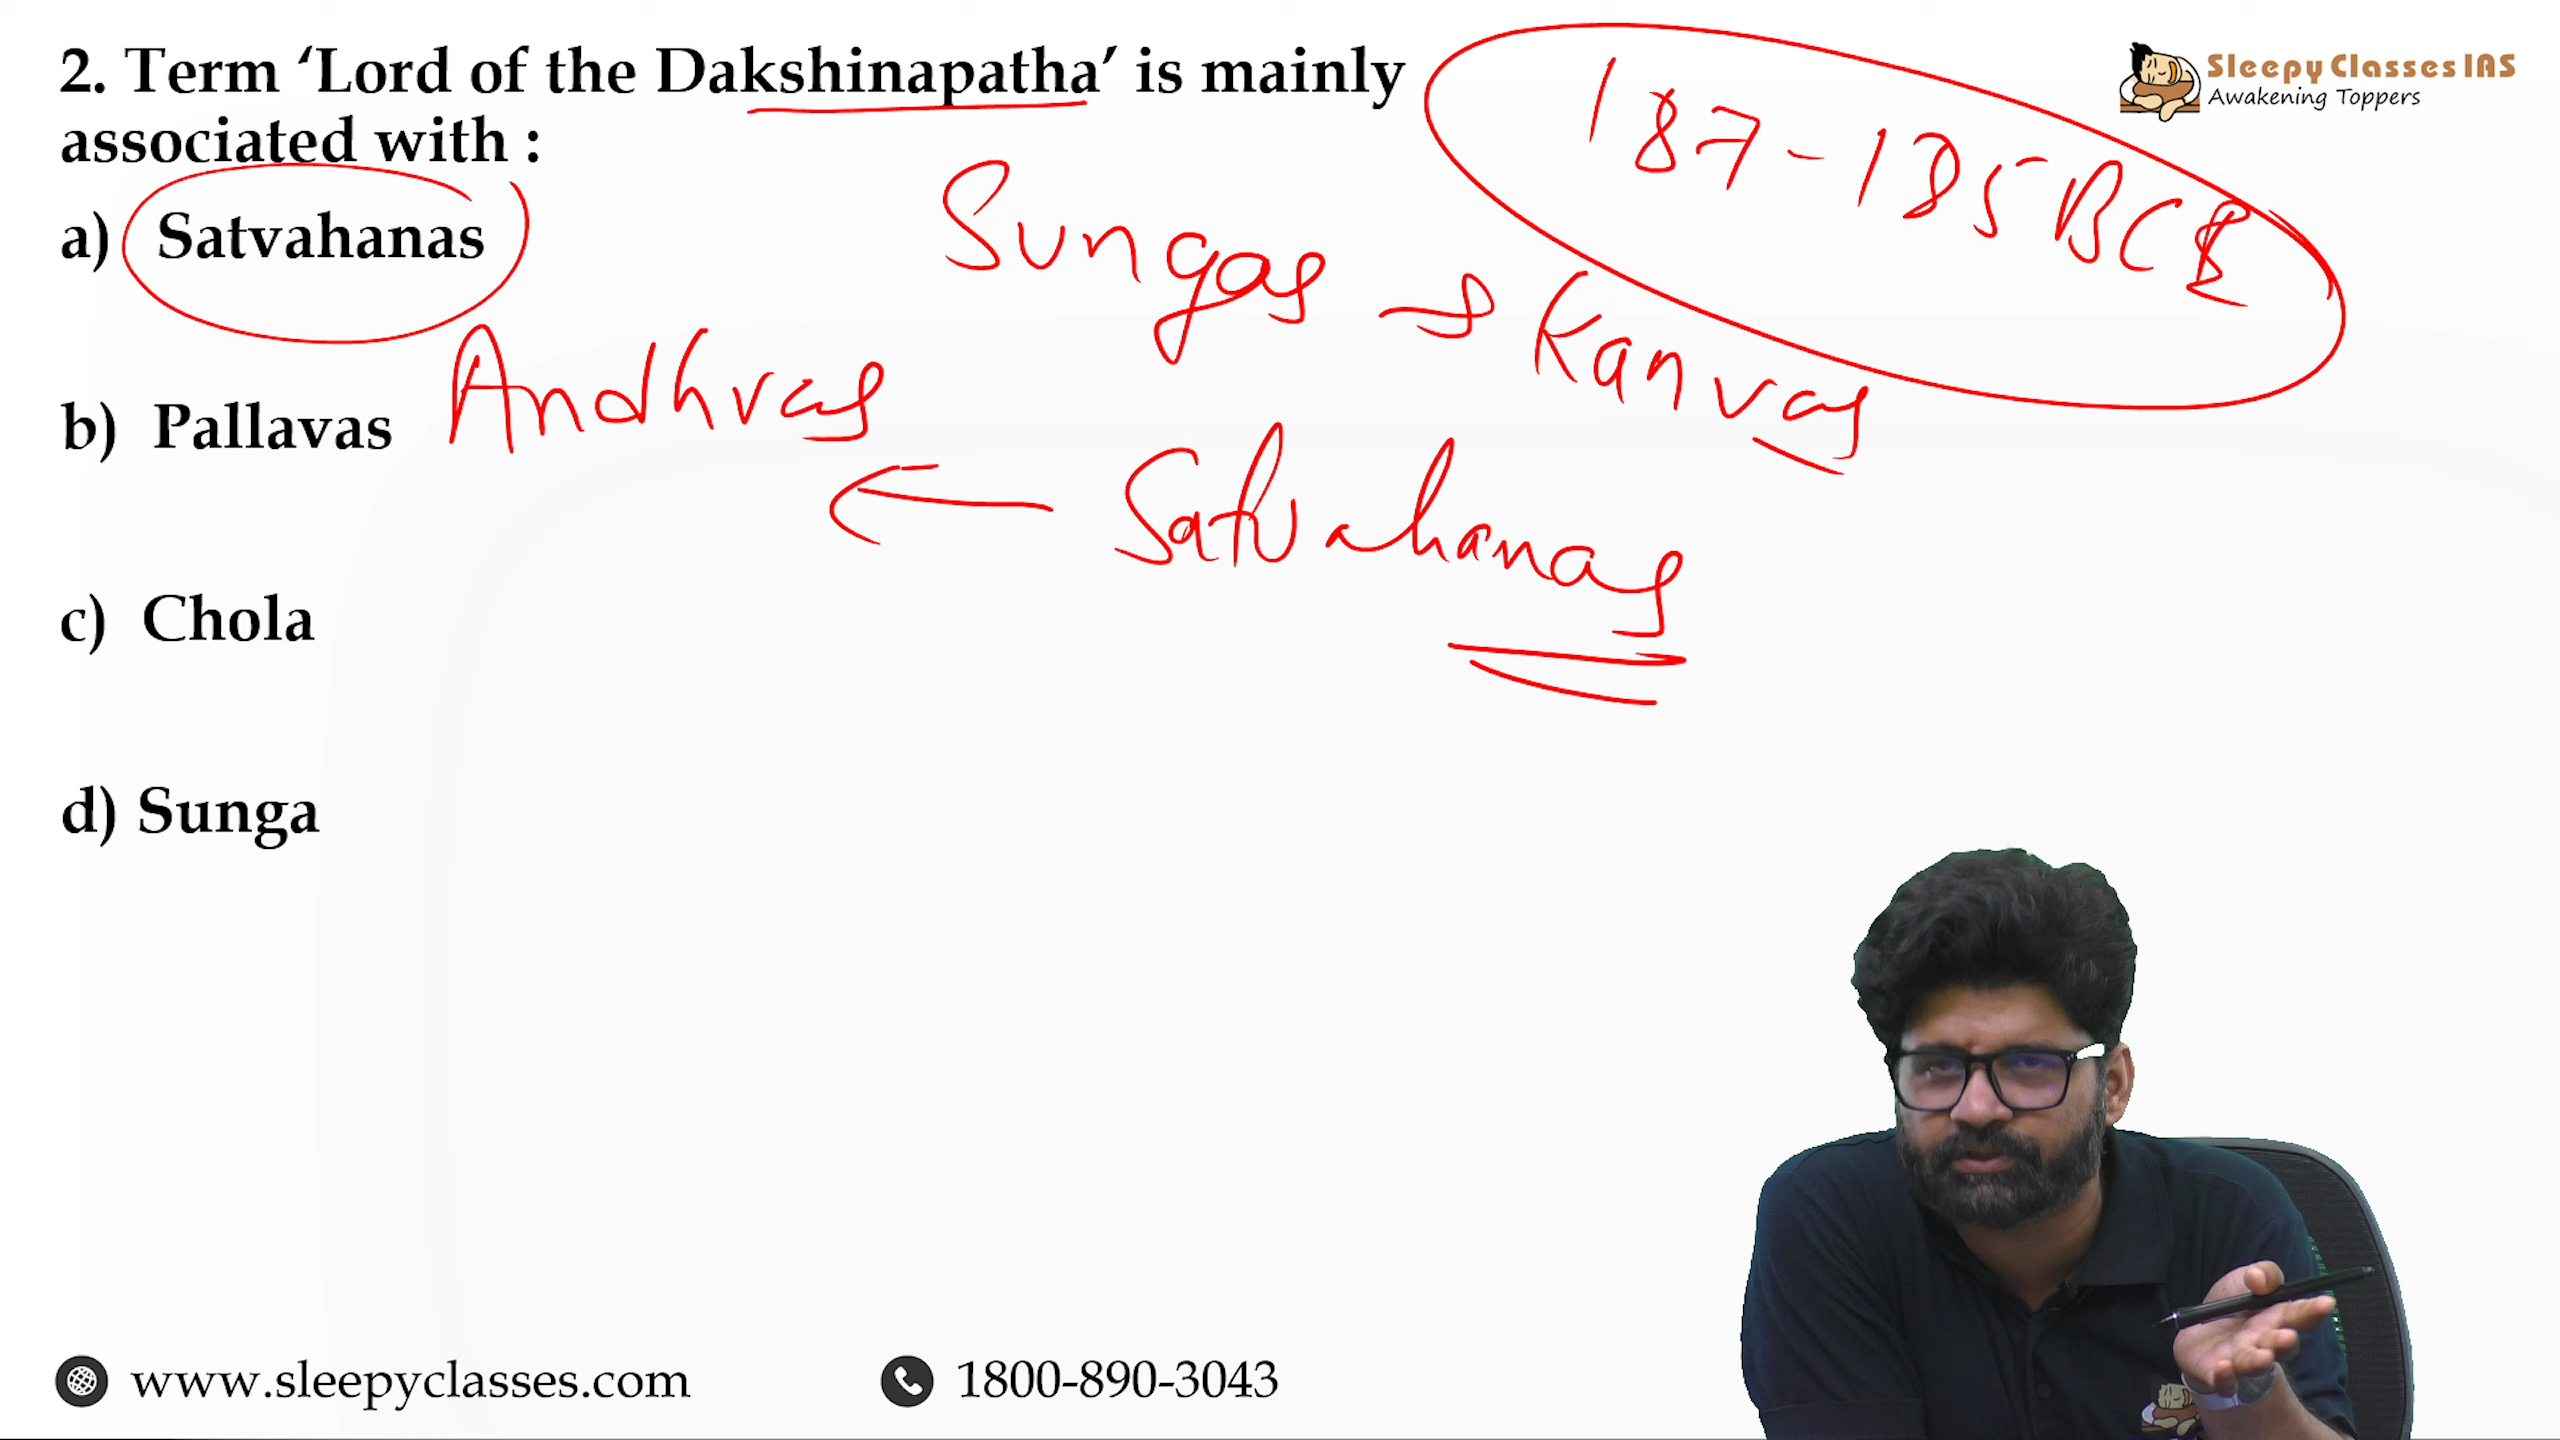 2. Term ‘Lord of the Dakshinapatha’ is mainly
associated with :
Sleepy Classes IAS
Awakening Toppers
187-185 BCE
a) Satvahanas
Sungas → Kanvas
b) Pallavas
Andhras
← Satvahanas
c) Chola
d) Sunga
www.sleepyclasses.com
1800-890-3043